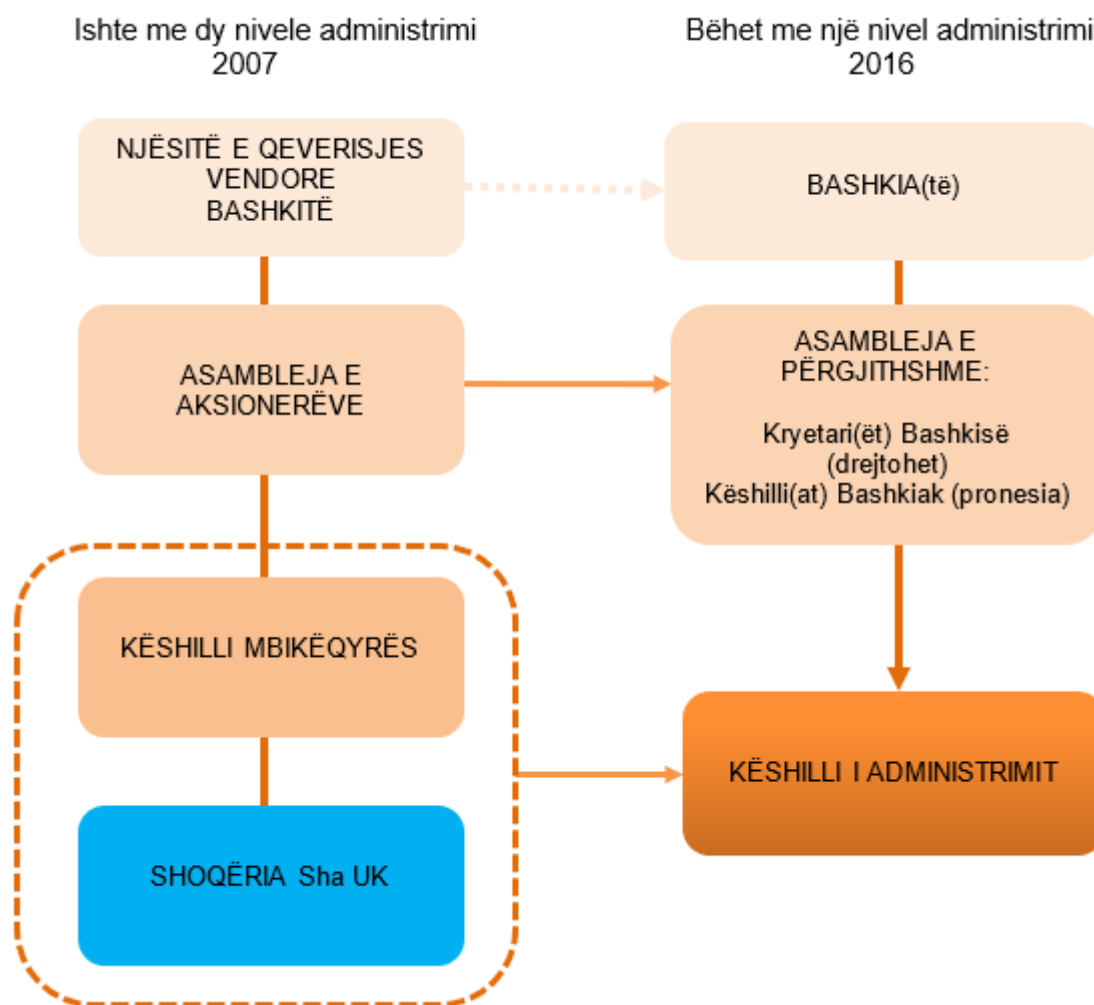 Ishte me dy nivele administrimi
2007
Bëhet me një nivel administrimi
2016
NJËSITË E QEVERISJES
VENDORE
BASHKITË
BASHKIA(të)
ASAMBLEJA E
AKSIONERËVE
ASAMBLEJA E
PËRGJITHSHME:
Kryetari(ët) Bashkisë
(drejtohet)
Këshilli(at) Bashkiak (pronesia)
KËSHILLI MBIKËQYRËS
KËSHILLI I ADMINISTRIMIT
SHOQËRIA Sha UK